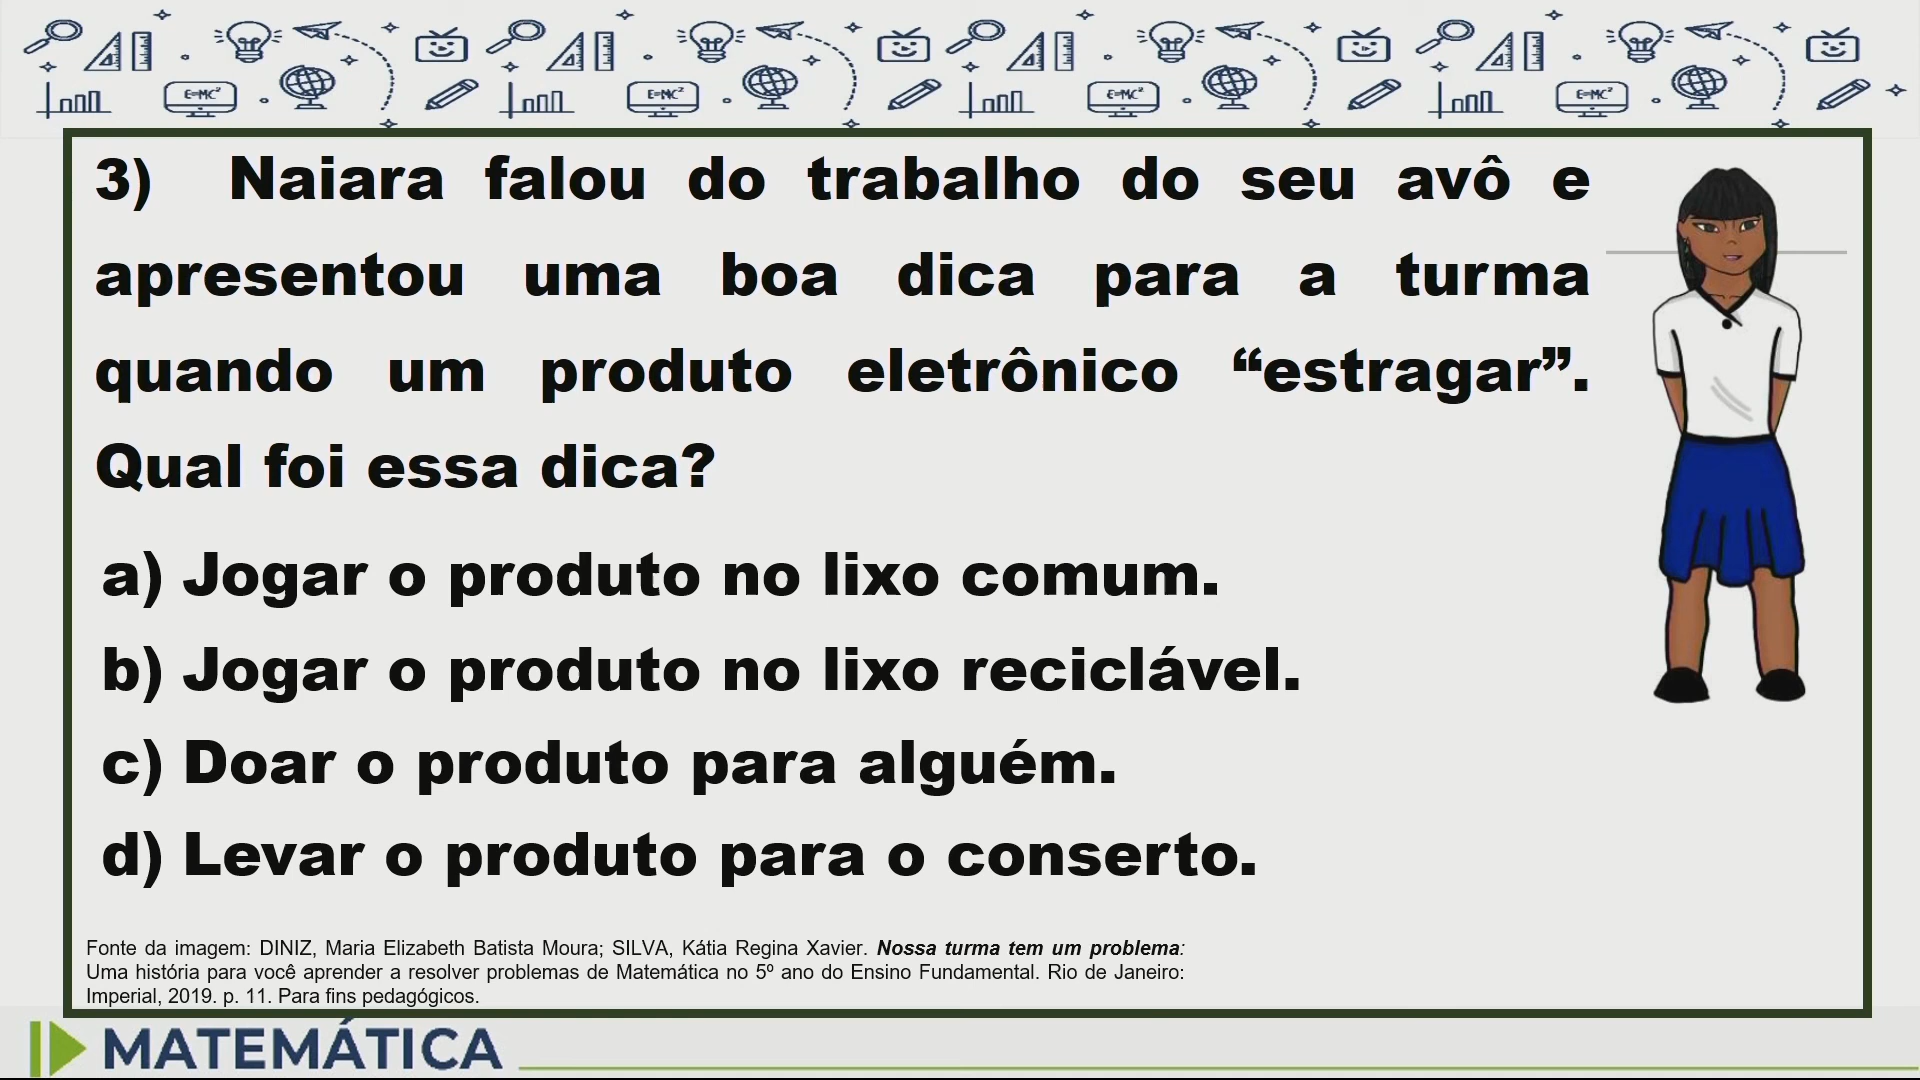 E=MC² E=MC² E=MC² E=MC²
3) Naiara falou do trabalho do seu avô e
apresentou uma boa dica para a turma
quando um produto eletrônico “estragar”.
Qual foi essa dica?
a) Jogar o produto no lixo comum.
b) Jogar o produto no lixo reciclável.
c) Doar o produto para alguém.
d) Levar o produto para o conserto.
Fonte da imagem: DINIZ, Maria Elizabeth Batista Moura; SILVA, Kátia Regina Xavier. Nossa turma tem um problema:
Uma história para você aprender a resolver problemas de Matemática no 5º ano do Ensino Fundamental. Rio de Janeiro:
Imperial, 2019. p. 11. Para fins pedagógicos.
MATEMÁTICA